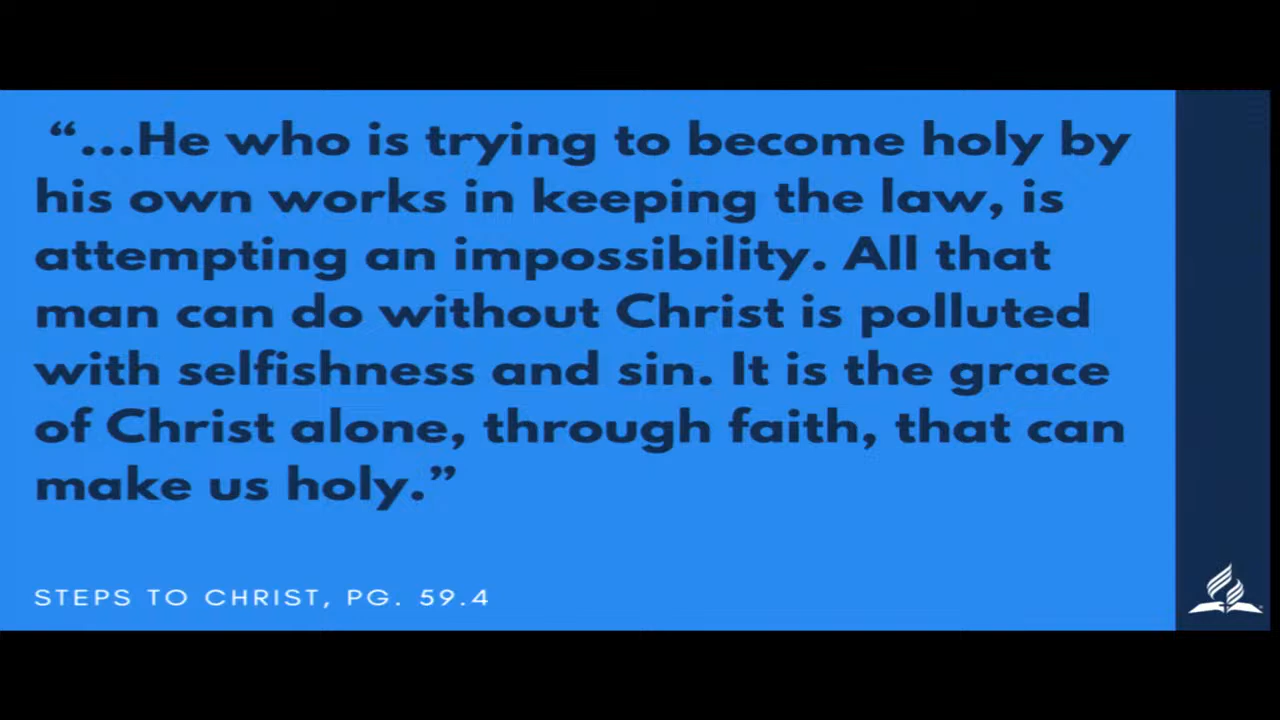 “...He who is trying to become holy by
his own works in keeping the law, is
attempting an impossibility. All that
man can do without Christ is polluted
with selfishness and sin. It is the grace
of Christ alone, through faith, that can
make us holy.”
STEPS TO CHRIST, PG. 59.4